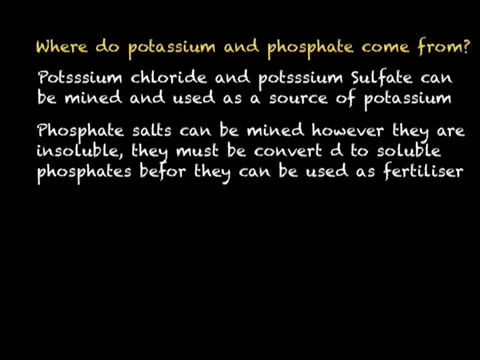 Where do potassium and phosphate come from?
Potsssium chloride and potsssium Sulfate can
be mined and used as a source of potassium
Phosphate salts can be mined however they are
insoluble, they must be convert d to soluble
phosphates befor they can be used as fertiliser